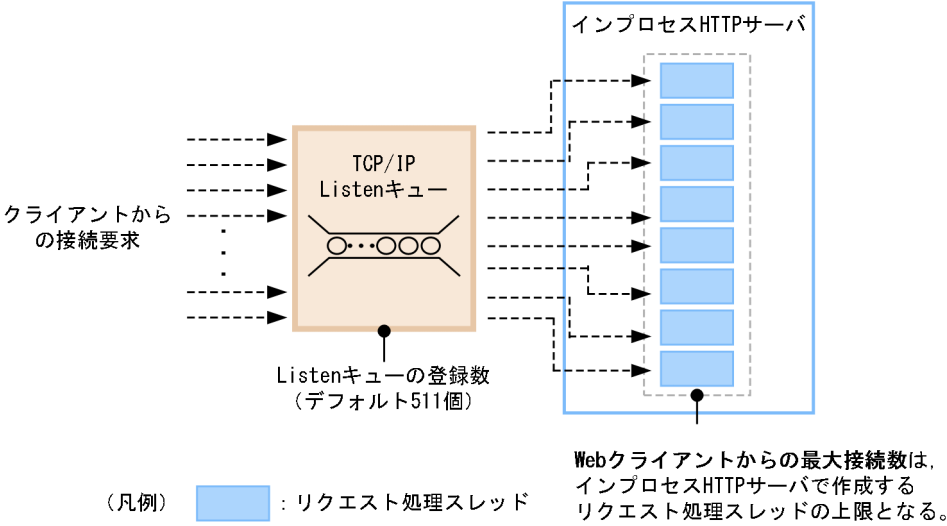 インプロセスHTTPサーバ
TCP/IP
Listenキュー
クライアントから
の接続要求
Listenキューの登録数
（デフォルト511個）
Webクライアントからの最大接続数は，
インプロセスHTTPサーバで作成する
リクエスト処理スレッドの上限となる。
（凡例）
：リクエスト処理スレッド